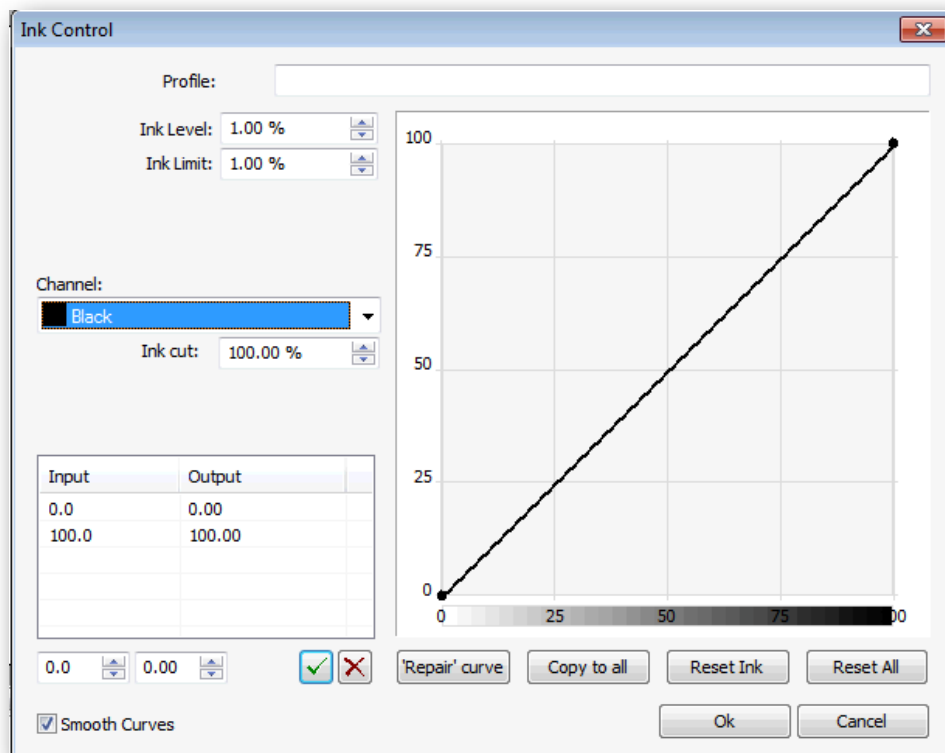 Ink Control
Profile:
Ink Level: 1.00 %
Ink Limit: 1.00 %
Channel:
Black
Ink cut: 100.00 %
Input Output
0.0 0.00
100.0 100.00
0.0 0.00
Smooth Curves
100
75
50
25
0
0 25 50 75 00
'Repair' curve Copy to all Reset Ink Reset All
Ok Cancel